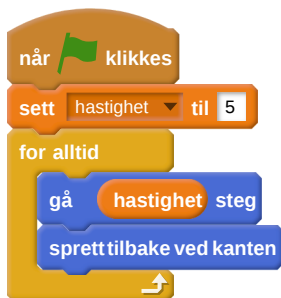 når klikkes
sett hastighet til 5
for alltid
gå hastighet steg
sprett tilbake ved kanten